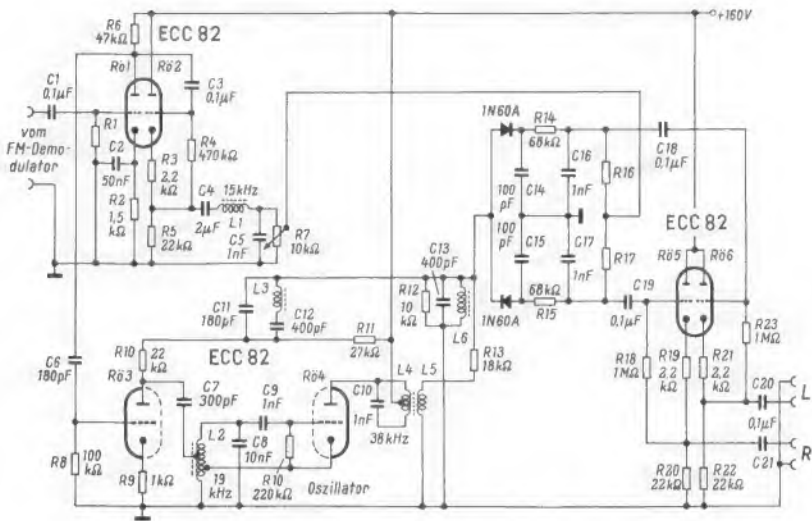 +160V
R6
47kΩ
ECC 82
Rö1
Rö2
C1
0,1µF
C3
0,1µF
vom
FM-Demo-
dulator
R1
C2
50nF
R3
2,2
kΩ
R4
470kΩ
R2
1,5
kΩ
R5
22kΩ
C4
2µF
15kHz
L1
C5
1nF
R7
10kΩ
1N60A
R14
68kΩ
C14
100
pF
C16
1nF
R16
C18
0,1µF
100
pF
C15
C17
1nF
R17
1N60A
R15
68kΩ
C19
0,1µF
ECC 82
Rö5
Rö6
R23
1MΩ
R18
1MΩ
R19
2,2
kΩ
R21
2,2
kΩ
C20
0,1µF
L
R
C21
R20
22kΩ
R22
22kΩ
C11
180pF
L3
C12
400pF
R12
10
kΩ
C13
400pF
L6
R11
27kΩ
R13
18kΩ
C6
180pF
R10
22
kΩ
ECC 82
Rö3
C7
300pF
L2
19
kHz
C9
1nF
C8
10nF
R10
220kΩ
Rö4
Oszillator
C10
1nF
L4
L5
38kHz
R8
100
kΩ
R9
1kΩ